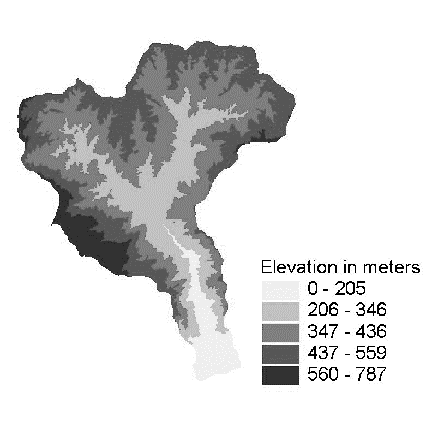 Elevation in meters
0 - 205
206 - 346
347 - 436
437 - 559
560 - 787